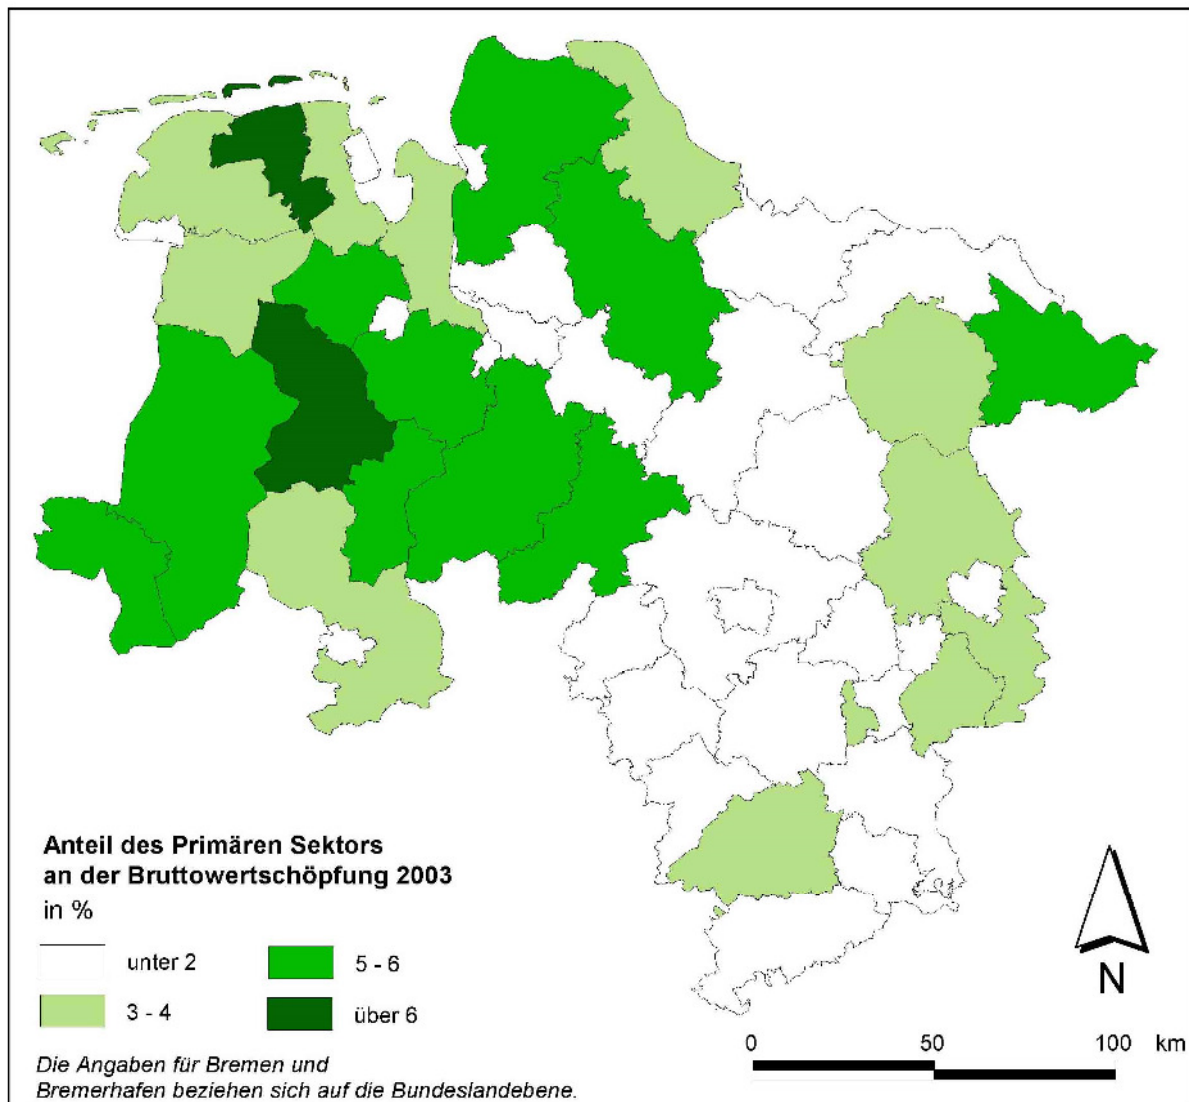 Anteil des Primären Sektors
an der Bruttowertschöpfung 2003
in %
unter 2
5 - 6
3 - 4
über 6
Die Angaben für Bremen und
Bremerhafen beziehen sich auf die Bundeslandebene.
N
0 50 100 km